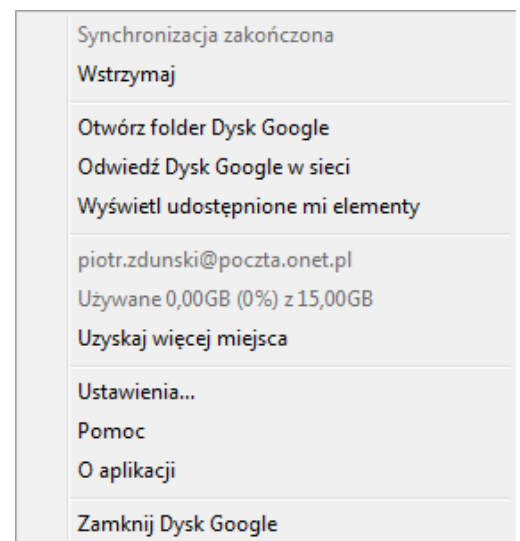 Synchronizacja zakończona
Wstrzymaj
Otwórz folder Dysk Google
Odwiedź Dysk Google w sieci
Wyświetl udostępnione mi elementy
piotr.zdunski@poczta.onet.pl
Używane 0,00GB (0%) z 15,00GB
Uzyskaj więcej miejsca
Ustawienia...
Pomoc
O aplikacji
Zamknij Dysk Google